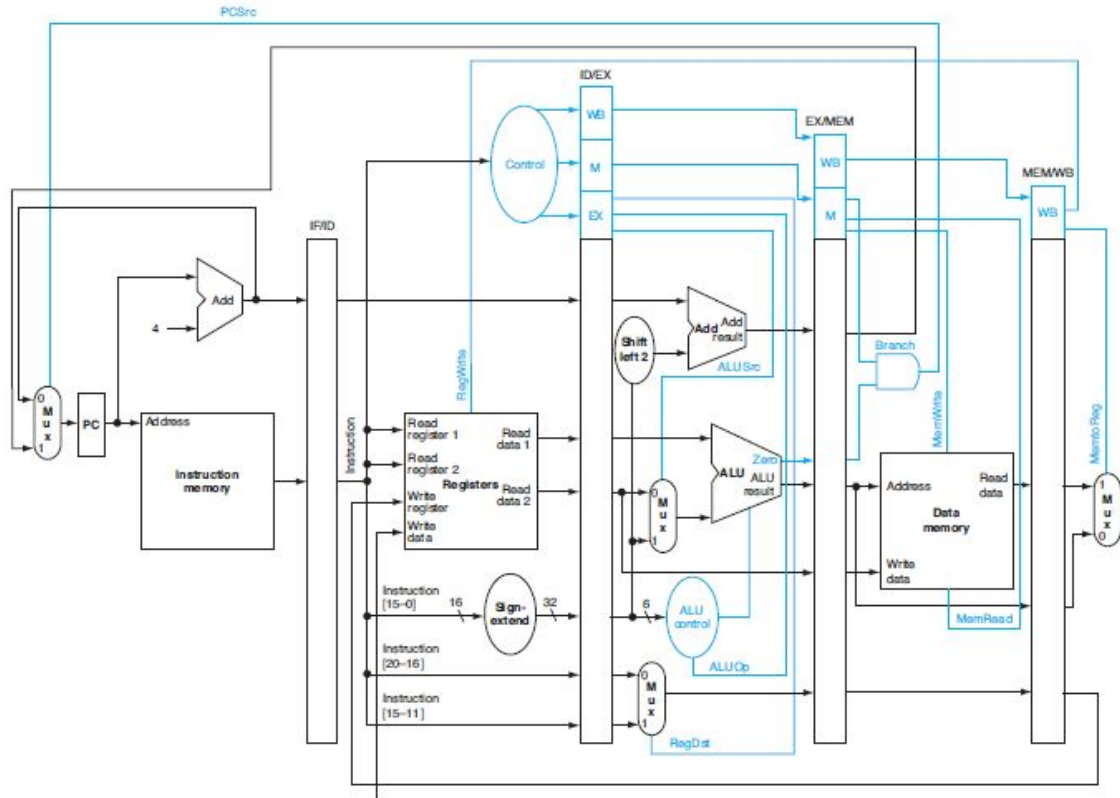 PCSrc
ID/EX
WB
EX/MEM
Control
M
WB
MEM/WB
EX
M
WB
IF/ID
Add
4
Shift
left 2
Add
Add
result
Branch
ALUSrc
RegWrite
MemWrite
MemtoReg
0
M
u
x
1
PC
Address
Instruction
memory
Instruction
Read
register 1
Read
data 1
Read
register 2
Registers
Read
data 2
Write
register
Write
data
0
M
u
x
1
Zero
ALU
ALU
result
Address
Read
data
Data
memory
Write
data
1
M
u
x
0
Instruction
[15–0]
16
Sign-
extend
32
6
ALU
control
MemRead
Instruction
[20–16]
ALUOp
0
M
u
x
1
Instruction
[15–11]
RegDst